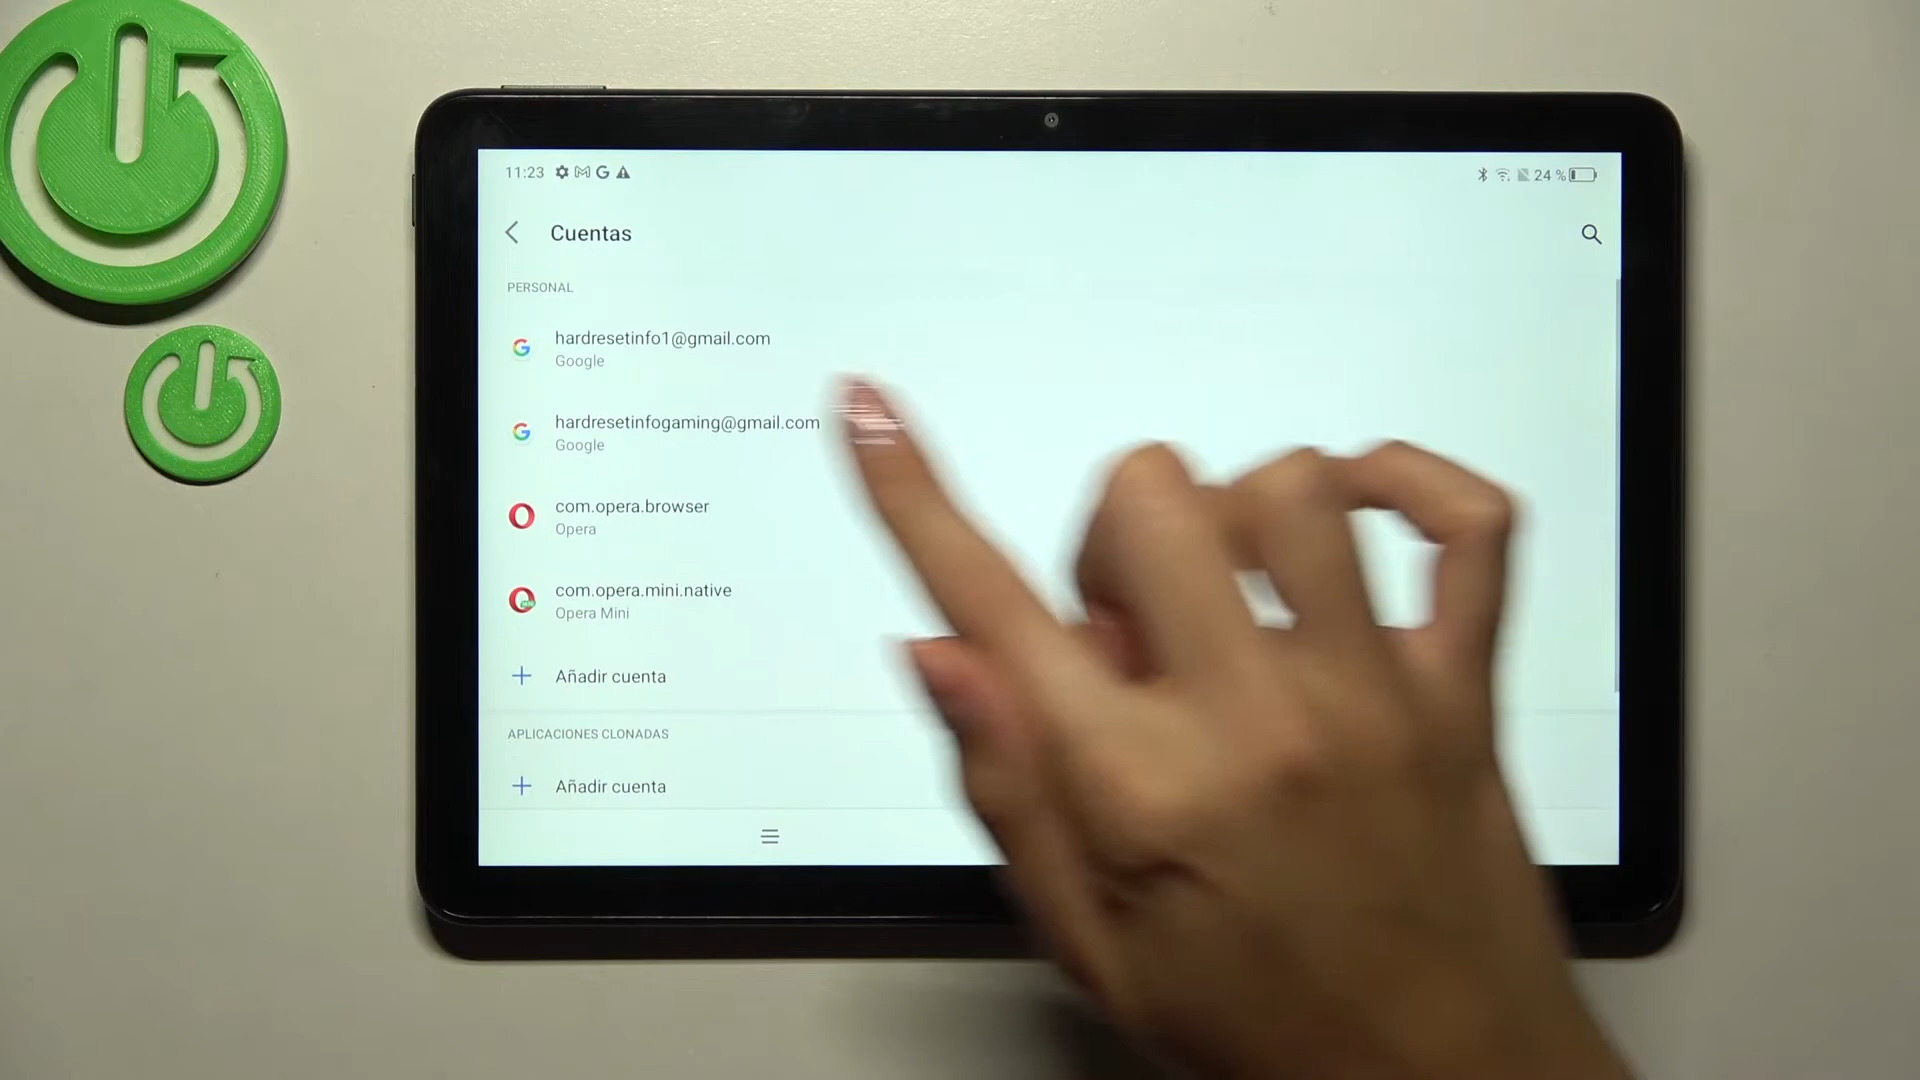 11:23
24 %
Cuentas
PERSONAL
hardresetinfo1@gmail.com
Google
hardresetinfogaming@gmail.com
Google
com.opera.browser
Opera
com.opera.mini.native
Opera Mini
Añadir cuenta
APLICACIONES CLONADAS
Añadir cuenta